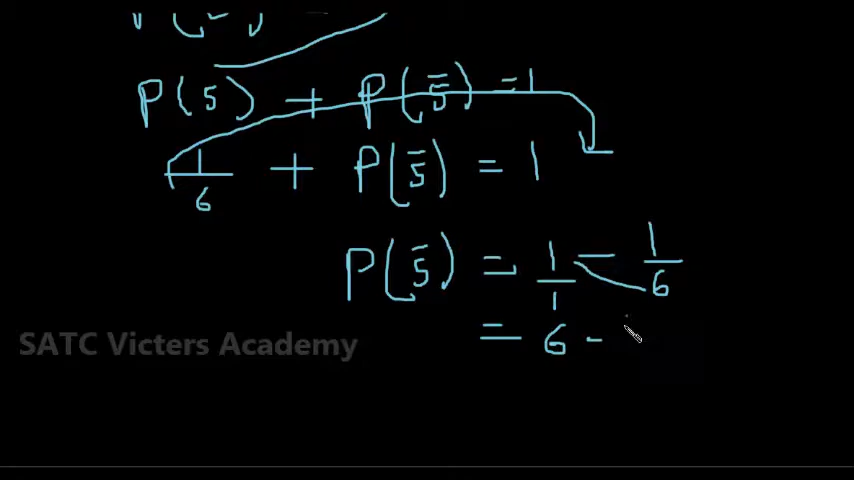 P(5) + P(5̅) = 1
1/6 + P(5̅) = 1
P(5̅) = 1/1 - 1/6
= 6 -
SATC Victers Academy